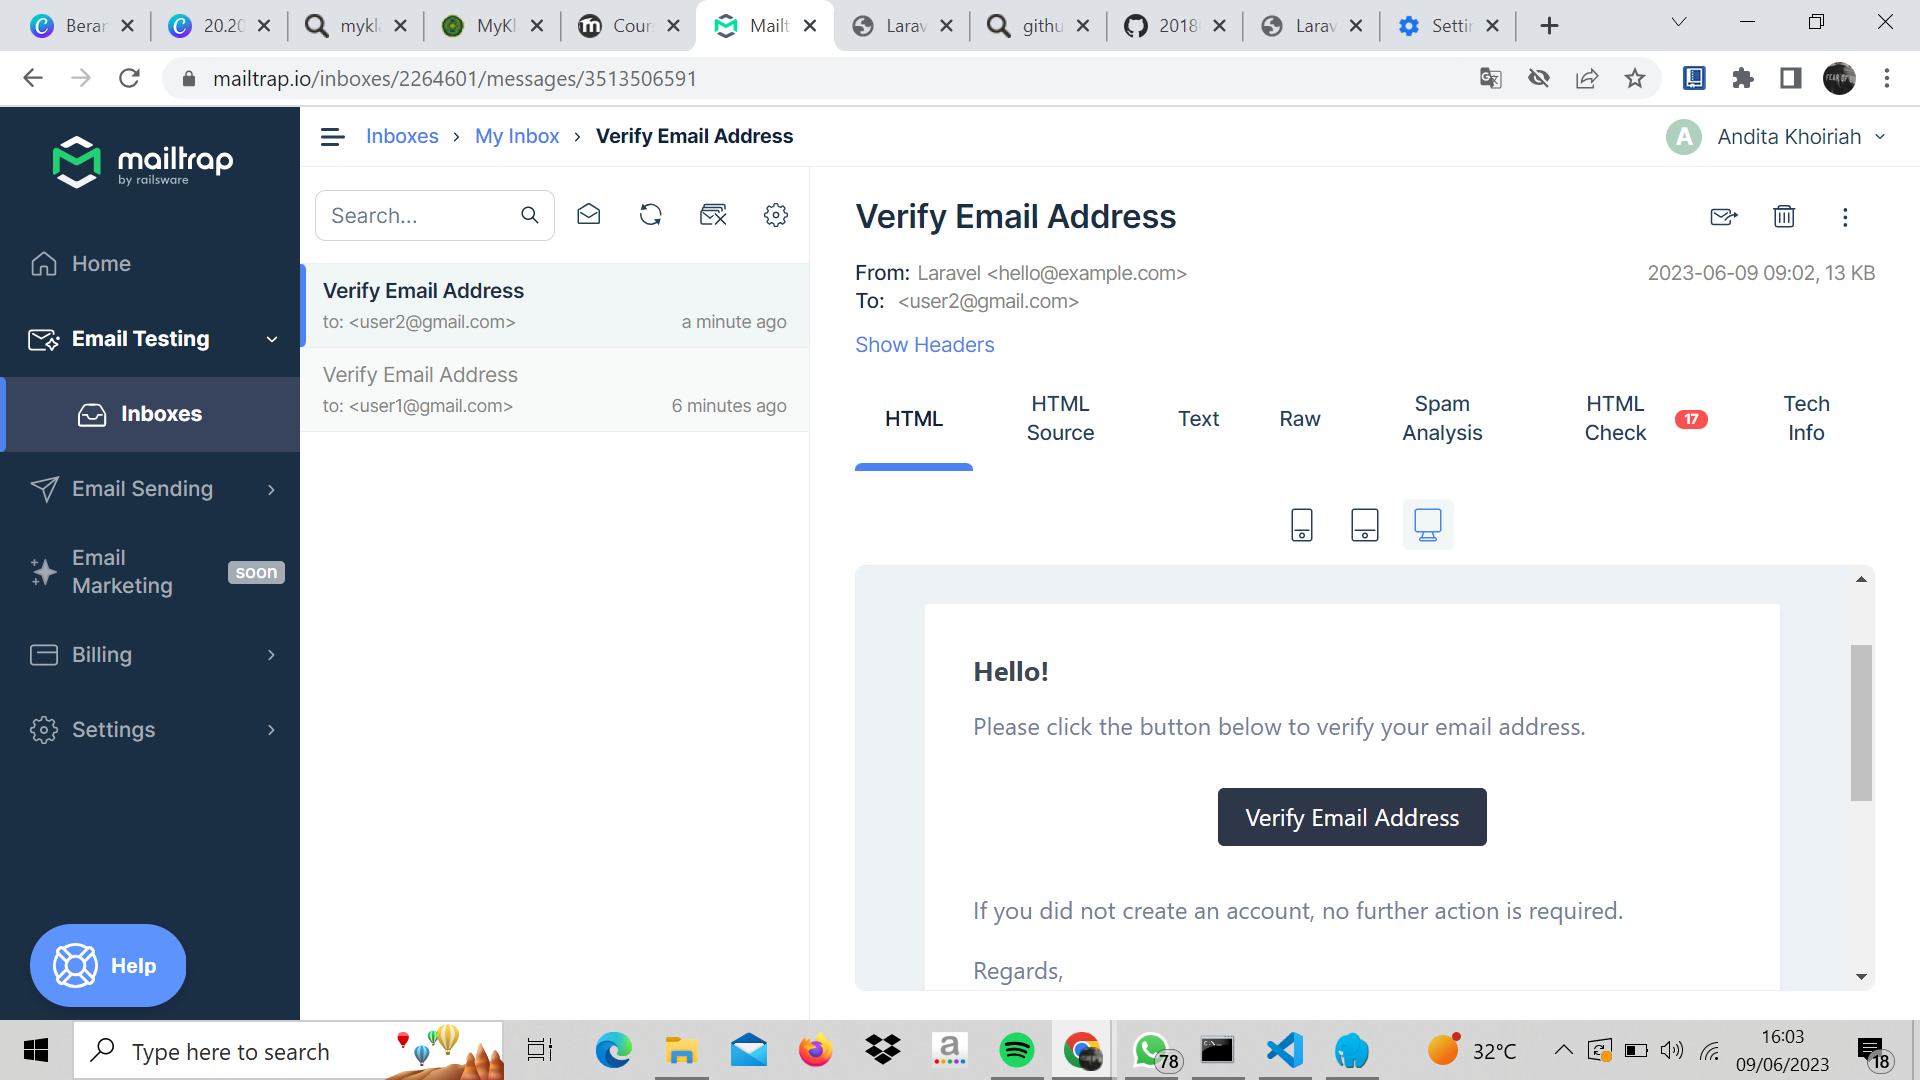 Berar
20.20
mykla
MyKl
Cour
Mailt
Larav
githu
2018
Larav
Settin
mailtrap.io/inboxes/2264601/messages/3513506591
mailtrap
by railsware
Inboxes › My Inbox › Verify Email Address
A Andita Khoiriah
Home
Email Testing
Inboxes
Email Sending
Email
Marketing
soon
Billing
Settings
Help
Search...
Verify Email Address
to: <user2@gmail.com> a minute ago
Verify Email Address
to: <user1@gmail.com> 6 minutes ago
Verify Email Address
From: Laravel <hello@example.com> 2023-06-09 09:02, 13 KB
To: <user2@gmail.com>
Show Headers
HTML
HTML
Source
Text
Raw
Spam
Analysis
HTML
Check
17
Tech
Info
Hello!
Please click the button below to verify your email address.
Verify Email Address
If you did not create an account, no further action is required.
Regards,
Type here to search
78
32°C
16:03
09/06/2023
18